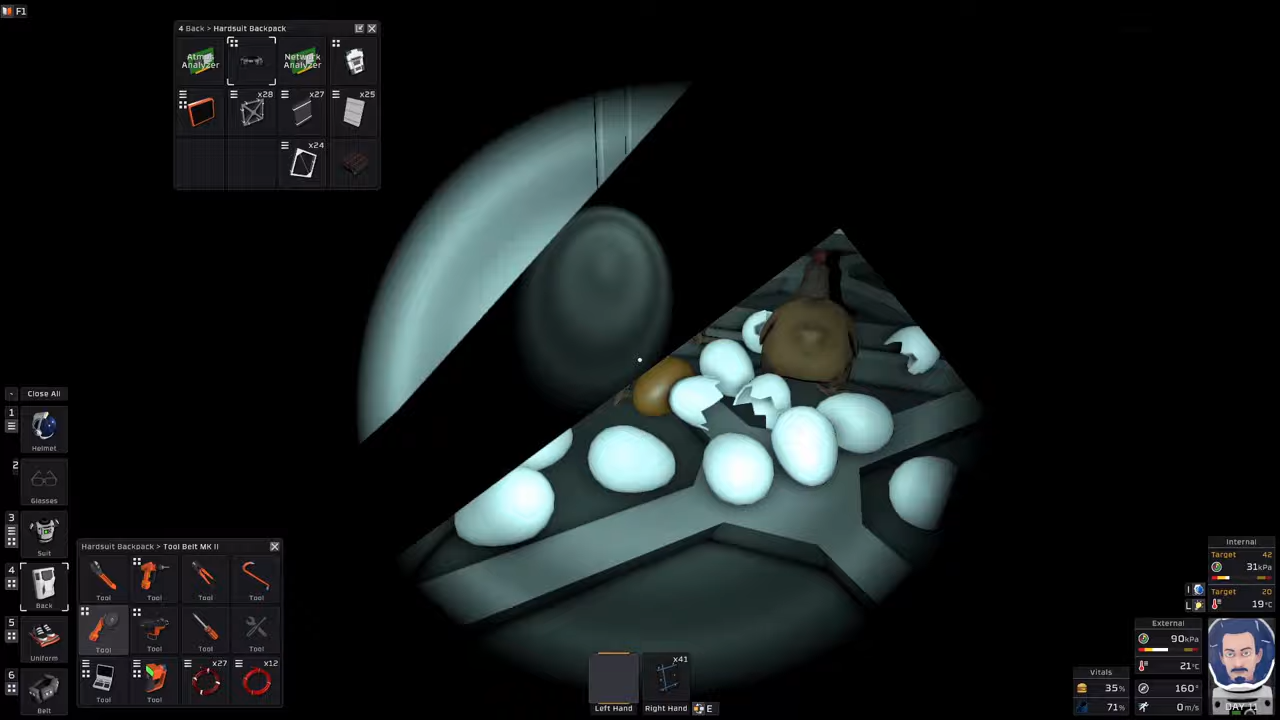 F1
4 Back > Hardsuit Backpack
Atmos Analyzer
Network Analyzer
x28
x27
x25
x24
- Close All
1
Helmet
2
Glasses
3
Suit
4
Back
5
Uniform
6
Belt
Hardsuit Backpack > Tool Belt MK II
Tool
Tool
Tool
Tool
Tool
Tool
Tool
Tool
Tool
Tool
x27
x12
x41
Left Hand
Right Hand
E
Internal
Target 42
31kPa
Target 20
19°C
I
L
External
90kPa
21°C
Vitals
35%
71%
160°
0m/s
DAY 11